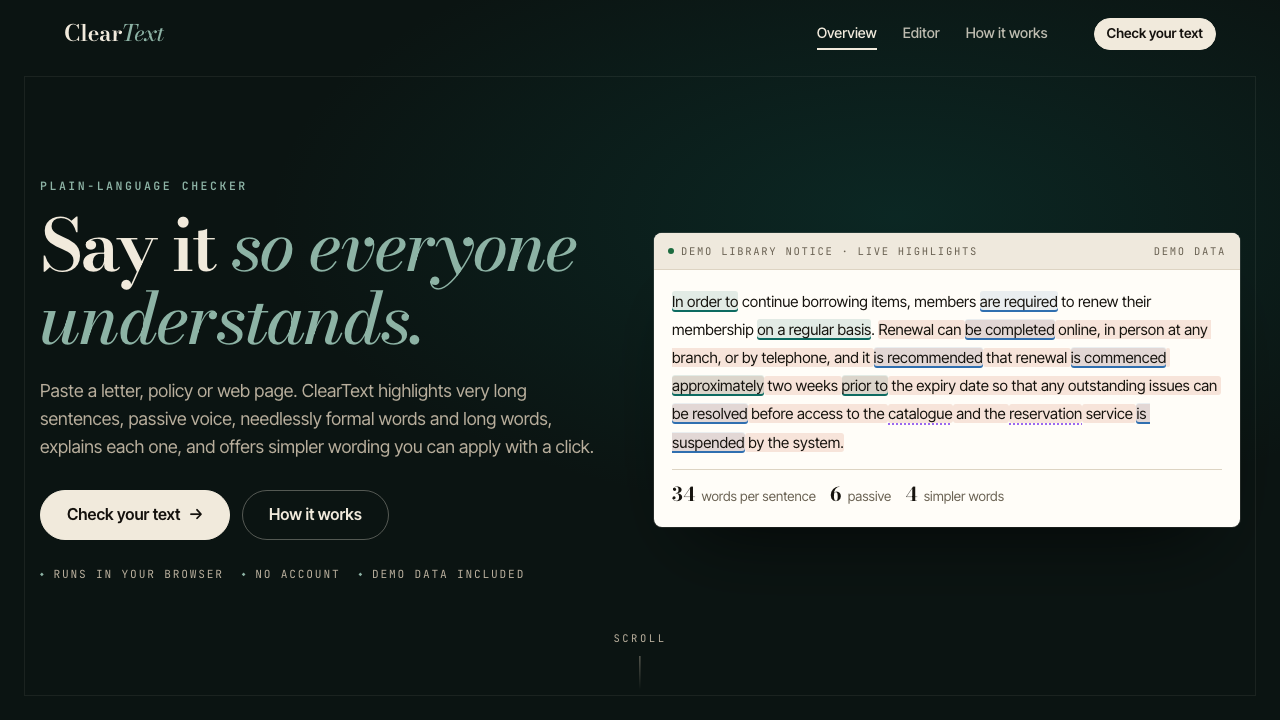 ClearText
Overview
Editor
How it works
Check your text
PLAIN-LANGUAGE CHECKER
Say it so everyone
understands.
Paste a letter, policy or web page. ClearText highlights very long
sentences, passive voice, needlessly formal words and long words,
explains each one, and offers simpler wording you can apply with a click.
Check your text →
How it works
• RUNS IN YOUR BROWSER • NO ACCOUNT • DEMO DATA INCLUDED
DEMO LIBRARY NOTICE · LIVE HIGHLIGHTS
DEMO DATA
In order to continue borrowing items, members are required to renew their
membership on a regular basis. Renewal can be completed online, in person at any
branch, or by telephone, and it is recommended that renewal is commenced
approximately two weeks prior to the expiry date so that any outstanding issues can
be resolved before access to the catalogue and the reservation service is
suspended by the system.
34 words per sentence 6 passive 4 simpler words
SCROLL